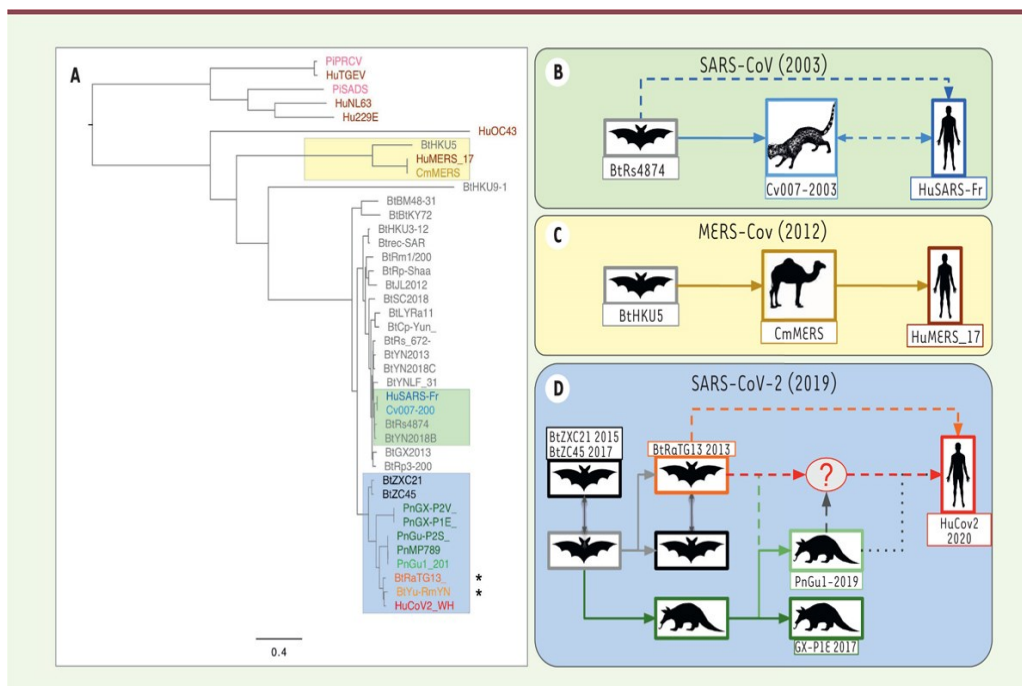 A
PiPRCV
HuTGEV
PiSADS
HuNL63
Hu229E
HuOC43
BtHKU5
HuMERS_17
CmMERS
BtHKU9-1
BtBM48-31
BtBtKY72
BtHKU3-12
Btrec-SAR
BtRm1/200
BtRp-Shaa
BtJL2012
BtSC2018
BtLYRa11
BtCp-Yun_
BtRs_672-
BtYN2013
BtYN2018C
BtYNLF_31
HuSARS-Fr
Cv007-200
BtRs4874
BtYN2018B
BtGX2013
BtRp3-200
BtZXC21
BtZC45
PnGX-P2V_
PnGX-P1E_
PnGu-P2S_
PnMP789
PnGu1_201
BtRaTG13_ *
BtYu-RmYN *
HuCoV2_WH
0.4
B
SARS-CoV (2003)
BtRs4874
Cv007-2003
HuSARS-Fr
C
MERS-Cov (2012)
BtHKU5
CmMERS
HuMERS_17
D
SARS-CoV-2 (2019)
BtZXC21 2015
BtZC45 2017
BtRaTG13 2013
?
HuCov2
2020
PnGu1-2019
GX-P1E 2017